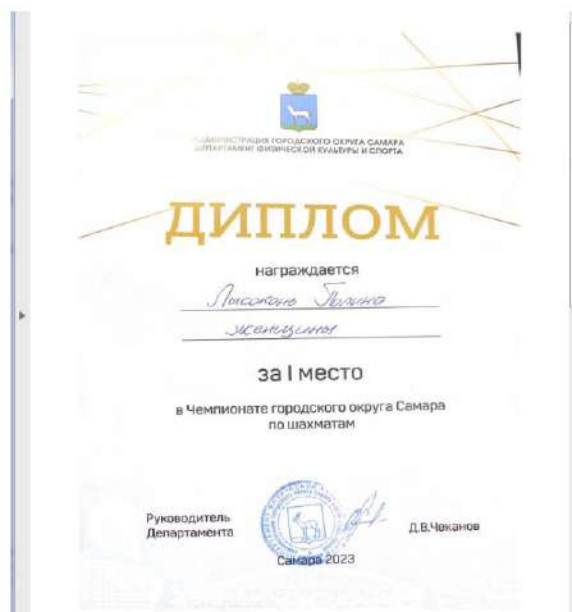 АДМИНИСТРАЦИЯ ГОРОДСКОГО ОКРУГА САМАРА
ДЕПАРТАМЕНТ ФИЗИЧЕСКОЙ КУЛЬТУРЫ И СПОРТА
ДИПЛОМ
награждается
Полина
женщины
за I место
в Чемпионате городского округа Самара
по шахматам
Руководитель
Департамента
Д.В.Чеканов
Самара 2023